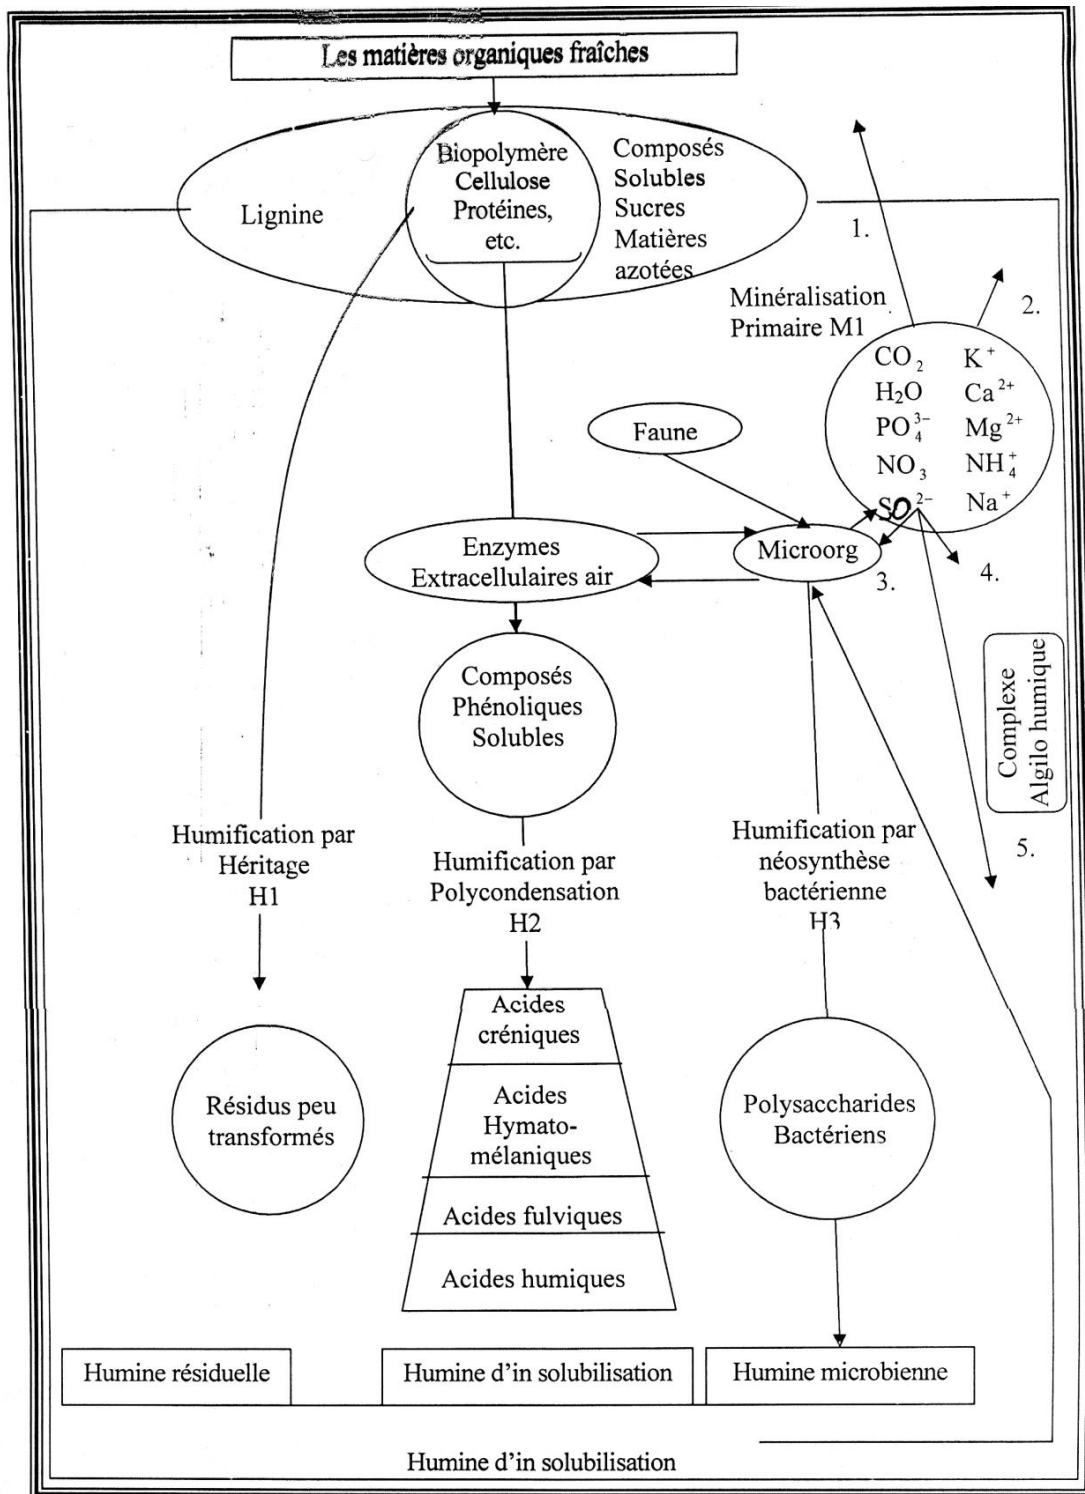 Les matières organiques fraîches
Lignine
Biopolymère
Cellulose
Protéines,
etc.
Composés
Solubles
Sucres
Matières
azotées
1.
Minéralisation
Primaire M1
2.
CO₂ K⁺
H₂O Ca²⁺
PO₄³⁻ Mg²⁺
NO₃ NH₄⁺
SO²⁻ Na⁺
Faune
Enzymes
Extracellulaires air
Microorg
3.
4.
Composés
Phénoliques
Solubles
Complexe
Algilo humique
5.
Humification par
Héritage
H1
Humification par
Polycondensation
H2
Humification par
néosynthèse
bactérienne
H3
Résidus peu
transformés
Acides
créniques
Acides
Hymato-
mélaniques
Acides fulviques
Acides humiques
Polysaccharides
Bactériens
Humine résiduelle
Humine d'in solubilisation
Humine microbienne
Humine d'in solubilisation